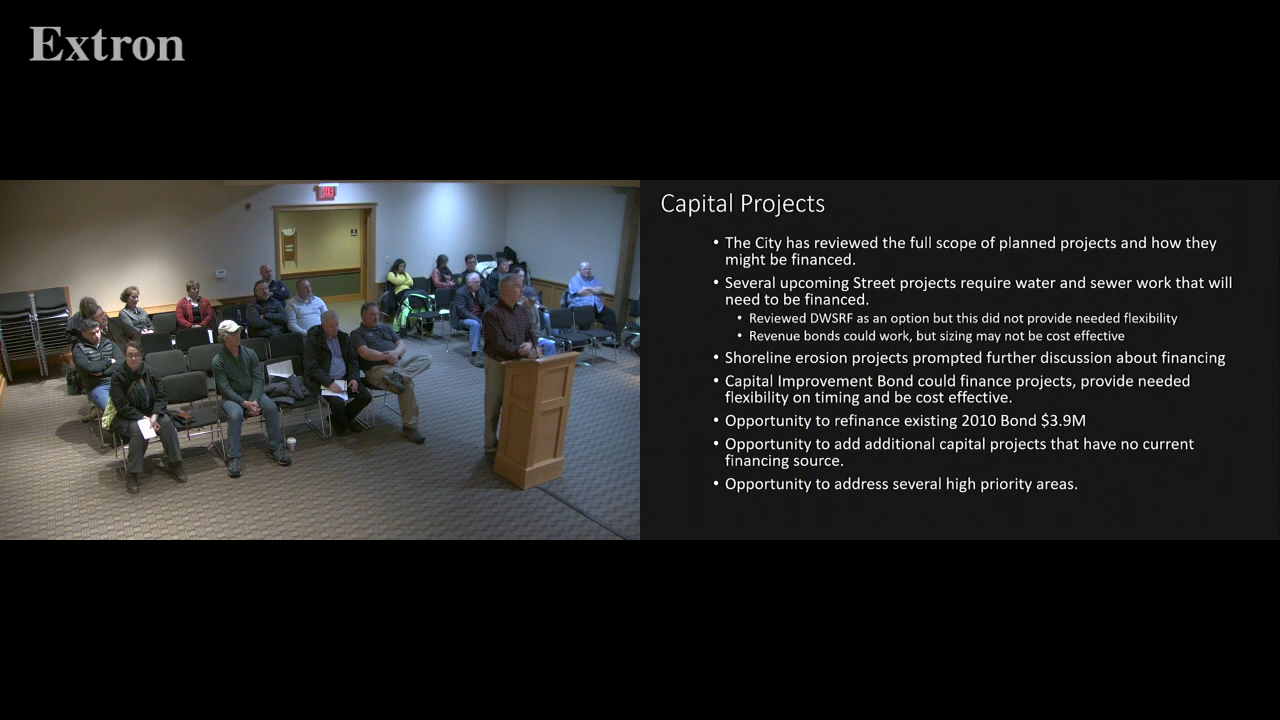 Extron
Capital Projects
• The City has reviewed the full scope of planned projects and how they
might be financed.
• Several upcoming Street projects require water and sewer work that will
need to be financed.
• Reviewed DWSRF as an option but this did not provide needed flexibility
• Revenue bonds could work, but sizing may not be cost effective
• Shoreline erosion projects prompted further discussion about financing
• Capital Improvement Bond could finance projects, provide needed
flexibility on timing and be cost effective.
• Opportunity to refinance existing 2010 Bond $3.9M
• Opportunity to add additional capital projects that have no current
financing source.
• Opportunity to address several high priority areas.